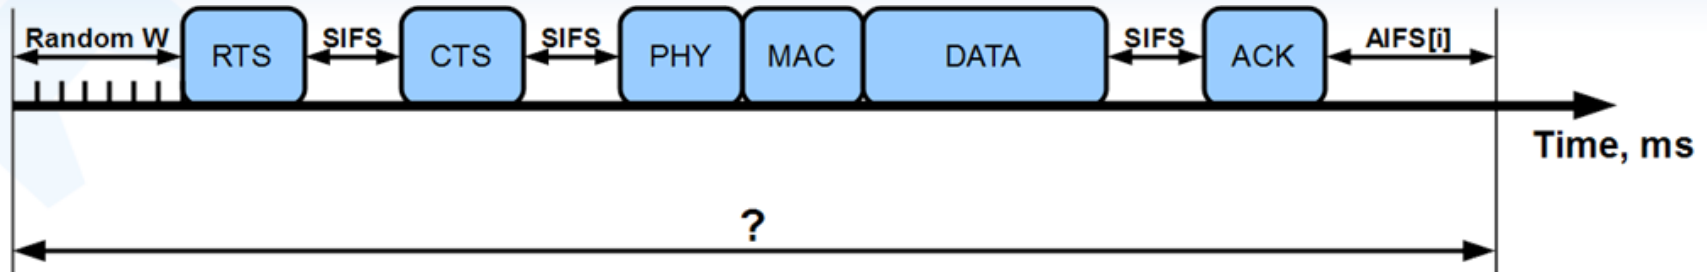 Random W RTS SIFS CTS SIFS PHY MAC DATA SIFS ACK AIFS[i]
Time, ms
?